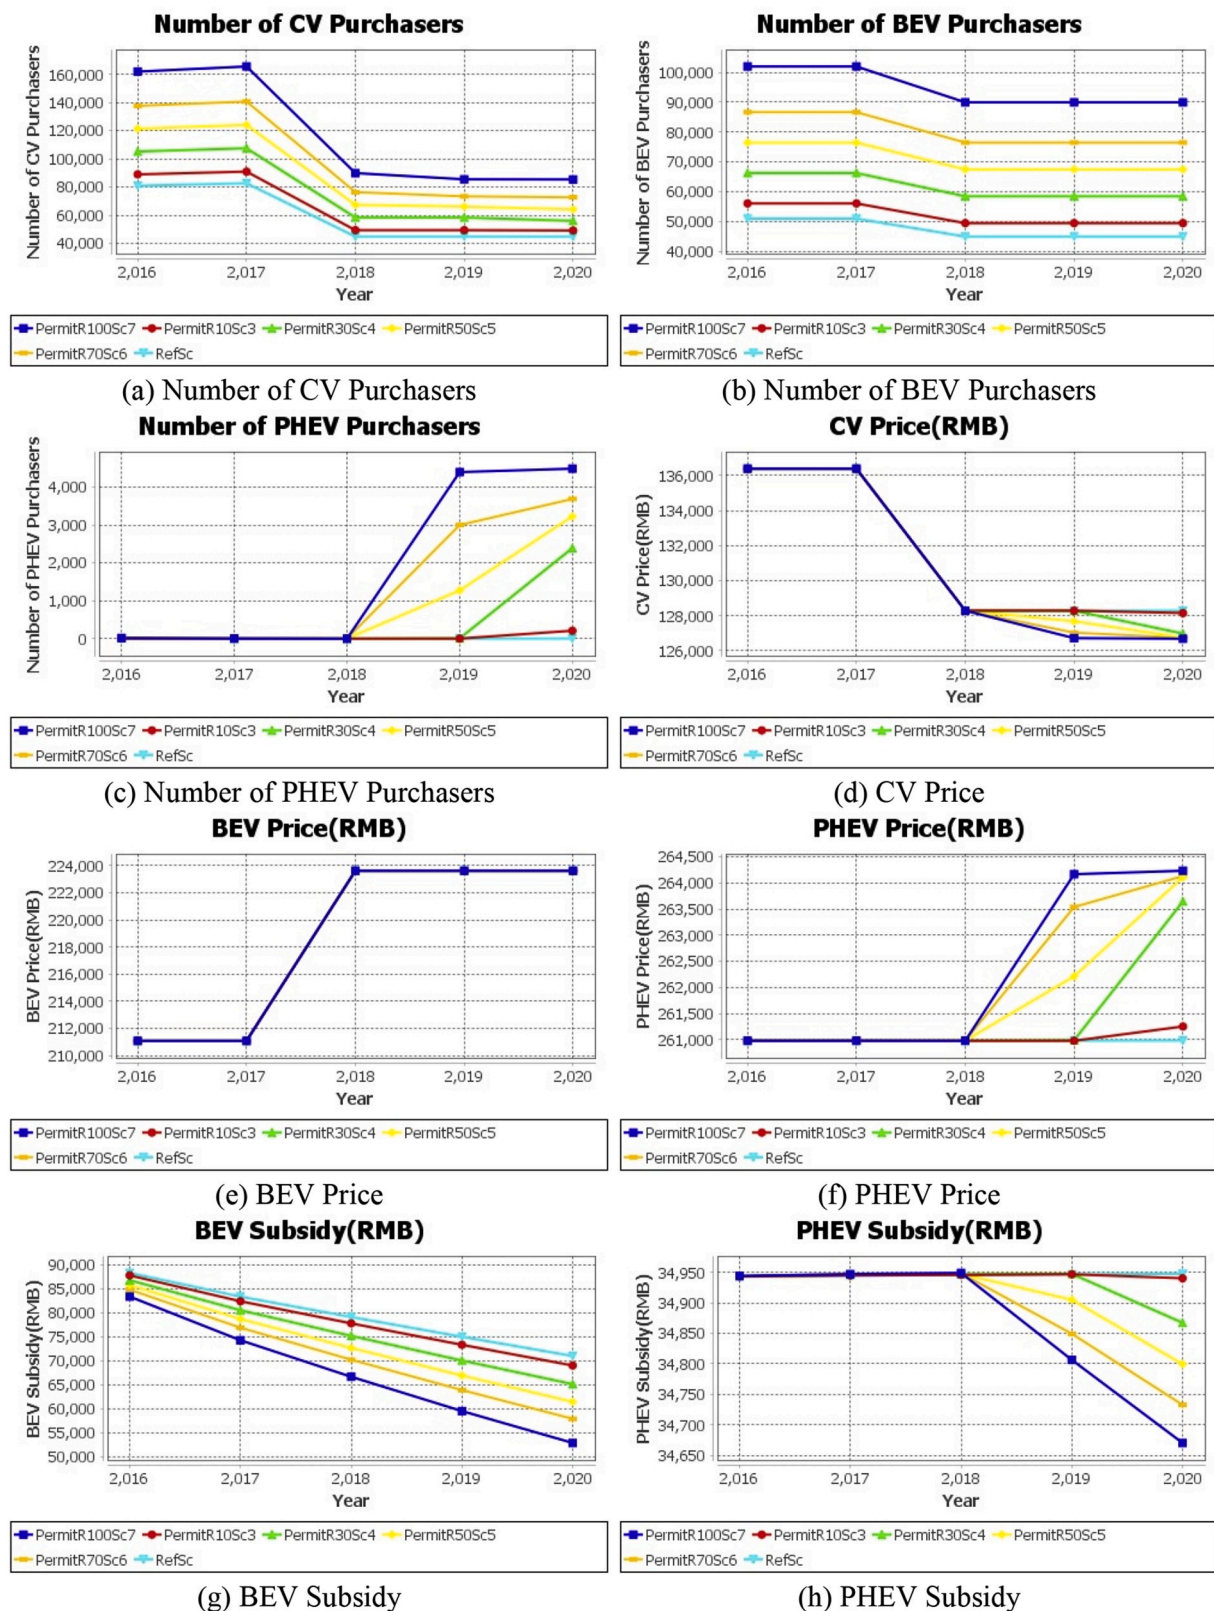 Number of CV Purchasers
Number of CV Purchasers
160,000
140,000
120,000
100,000
80,000
60,000
40,000
2,016 2,017 2,018 2,019 2,020
Year
PermitR100Sc7 PermitR10Sc3 PermitR30Sc4 PermitR50Sc5
PermitR70Sc6 RefSc
(a) Number of CV Purchasers
Number of BEV Purchasers
Number of BEV Purchasers
100,000
90,000
80,000
70,000
60,000
50,000
40,000
2,016 2,017 2,018 2,019 2,020
Year
PermitR100Sc7 PermitR10Sc3 PermitR30Sc4 PermitR50Sc5
PermitR70Sc6 RefSc
(b) Number of BEV Purchasers
Number of PHEV Purchasers
Number of PHEV Purchasers
4,000
3,000
2,000
1,000
0
2,016 2,017 2,018 2,019 2,020
Year
PermitR100Sc7 PermitR10Sc3 PermitR30Sc4 PermitR50Sc5
PermitR70Sc6 RefSc
(c) Number of PHEV Purchasers
CV Price(RMB)
CV Price(RMB)
136,000
134,000
132,000
130,000
128,000
126,000
2,016 2,017 2,018 2,019 2,020
Year
PermitR100Sc7 PermitR10Sc3 PermitR30Sc4 PermitR50Sc5
PermitR70Sc6 RefSc
(d) CV Price
BEV Price(RMB)
BEV Price(RMB)
224,000
222,000
220,000
218,000
216,000
214,000
212,000
210,000
2,016 2,017 2,018 2,019 2,020
Year
PermitR100Sc7 PermitR10Sc3 PermitR30Sc4 PermitR50Sc5
PermitR70Sc6 RefSc
(e) BEV Price
PHEV Price(RMB)
PHEV Price(RMB)
264,500
264,000
263,500
263,000
262,500
262,000
261,500
261,000
2,016 2,017 2,018 2,019 2,020
Year
PermitR100Sc7 PermitR10Sc3 PermitR30Sc4 PermitR50Sc5
PermitR70Sc6 RefSc
(f) PHEV Price
BEV Subsidy(RMB)
BEV Subsidy(RMB)
90,000
85,000
80,000
75,000
70,000
65,000
60,000
55,000
50,000
2,016 2,017 2,018 2,019 2,020
Year
PermitR100Sc7 PermitR10Sc3 PermitR30Sc4 PermitR50Sc5
PermitR70Sc6 RefSc
(g) BEV Subsidy
PHEV Subsidy(RMB)
PHEV Subsidy(RMB)
34,950
34,900
34,850
34,800
34,750
34,700
34,650
2,016 2,017 2,018 2,019 2,020
Year
PermitR100Sc7 PermitR10Sc3 PermitR30Sc4 PermitR50Sc5
PermitR70Sc6 RefSc
(h) PHEV Subsidy